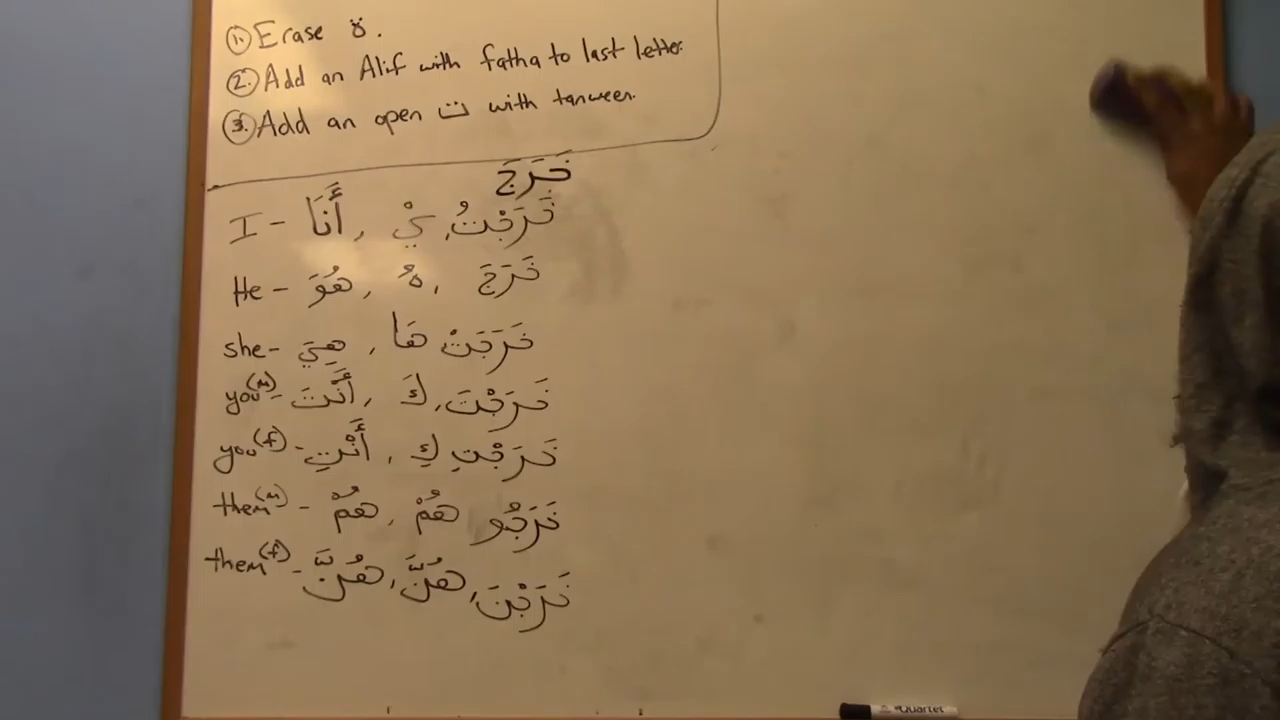 1. Erase ة.
2. Add an Alif with fatha to last letter.
3. Add an open ت with tanween.
خَرَجَ
I - أَنَا , يْ , خَرَجْتُ
He - هُوَ , هُ , خَرَجَ
she - هِيَ , هَا خَرَجَتْ
you(m) - أَنْتَ , كَ , خَرَجْتَ
you(f) - أَنْتِ , كِ خَرَجْتِ
them(m) - هُمْ , هُمْ خَرَجُو
them(f) - هُنَّ , هُنَّ , خَرَجْنَ
Quartet